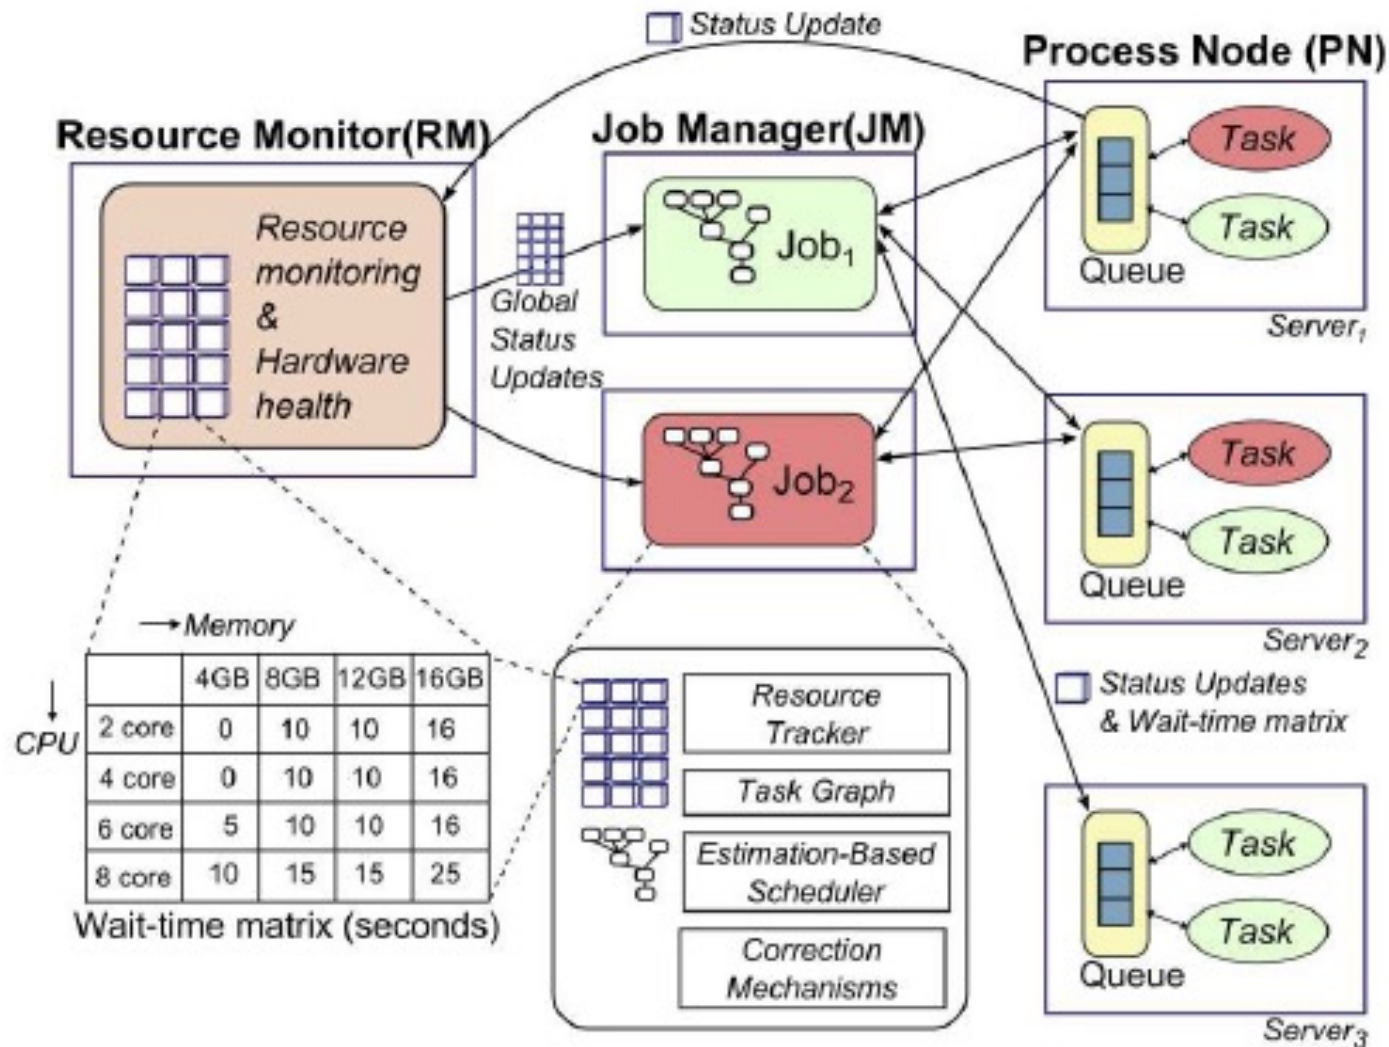 Status Update
Process Node (PN)
Resource Monitor(RM)
Job Manager(JM)
Resource
monitoring
&
Hardware
health
Global
Status
Updates
Job1
Job2
Task
Task
Queue
Server1
Task
Task
Queue
Server2
Status Updates
& Wait-time matrix
Task
Task
Queue
Server3
Memory
CPU
4GB 8GB 12GB 16GB
2 core 0 10 10 16
4 core 0 10 10 16
6 core 5 10 10 16
8 core 10 15 15 25
Wait-time matrix (seconds)
Resource
Tracker
Task Graph
Estimation-Based
Scheduler
Correction
Mechanisms